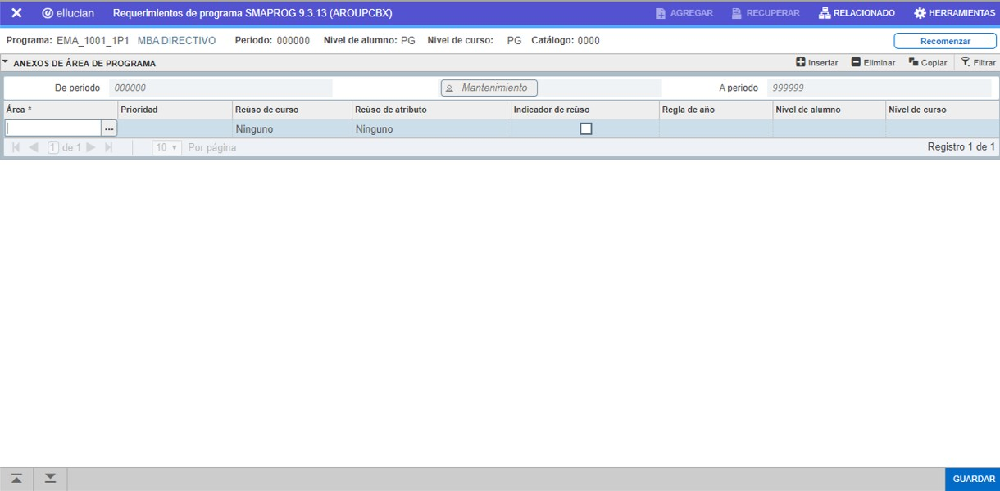 ellucian Requerimientos de programa SMAPROG 9.3.13 (AROUPCBX) AGREGAR RECUPERAR RELACIONADO HERRAMIENTAS
Programa: EMA_1001_1P1 MBA DIRECTIVO Periodo: 000000 Nivel de alumno: PG Nivel de curso: PG Catálogo: 0000 Recomenzar
ANEXOS DE ÁREA DE PROGRAMA Insertar Eliminar Copiar Filtrar
De periodo 000000 Mantenimiento A periodo 999999
Área * Prioridad Reúso de curso Reúso de atributo Indicador de reúso Regla de año Nivel de alumno Nivel de curso
... Ninguno Ninguno
1 de 1 10 Por página Registro 1 de 1
GUARDAR